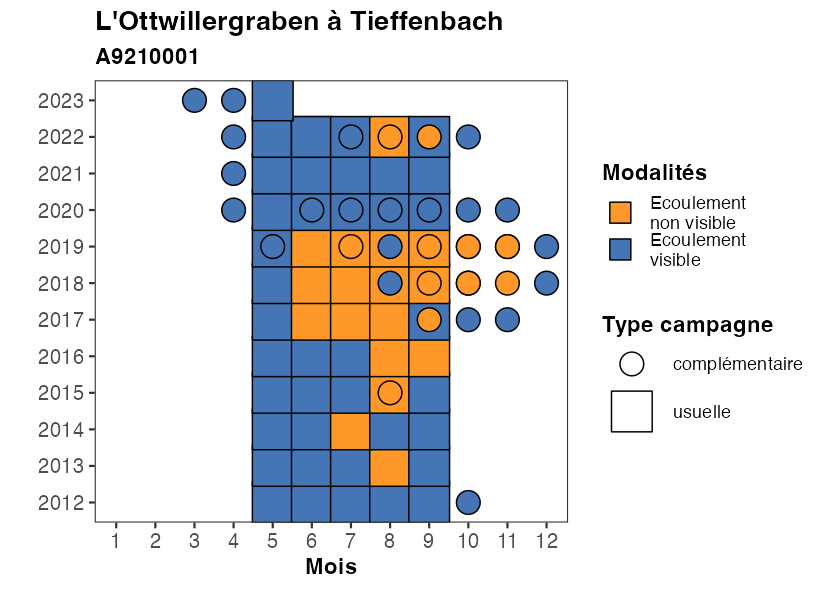 L'Ottwillergraben à Tieffenbach
A9210001
2023
2022
2021
2020
2019
2018
2017
2016
2015
2014
2013
2012
1 2 3 4 5 6 7 8 9 10 11 12
Mois
Modalités
Ecoulement
non visible
Ecoulement
visible
Type campagne
complémentaire
usuelle